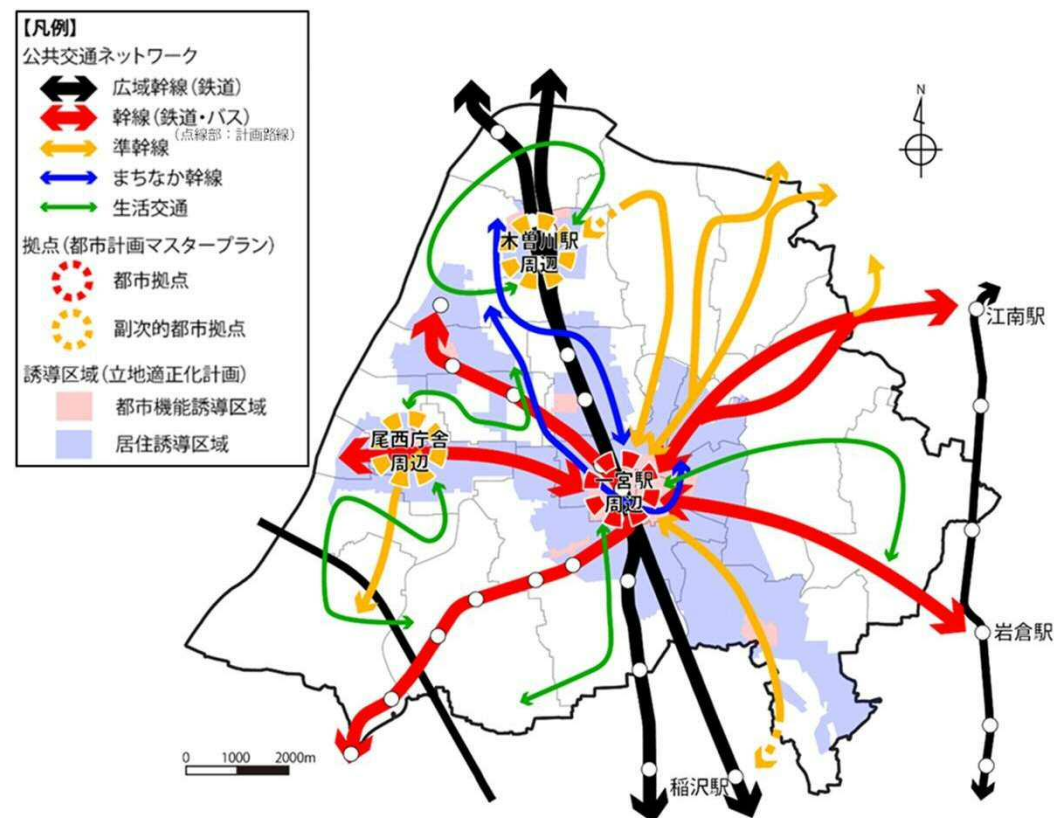 【凡例】
公共交通ネットワーク
広域幹線(鉄道)
幹線(鉄道・バス)
(点線部:計画路線)
準幹線
まちなか幹線
生活交通
拠点(都市計画マスタープラン)
都市拠点
副次的都市拠点
誘導区域(立地適正化計画)
都市機能誘導区域
居住誘導区域
N
木曽川駅
周辺
江南駅
尾西庁舎
周辺
一宮駅
周辺
岩倉駅
稲沢駅
0 1000 2000m